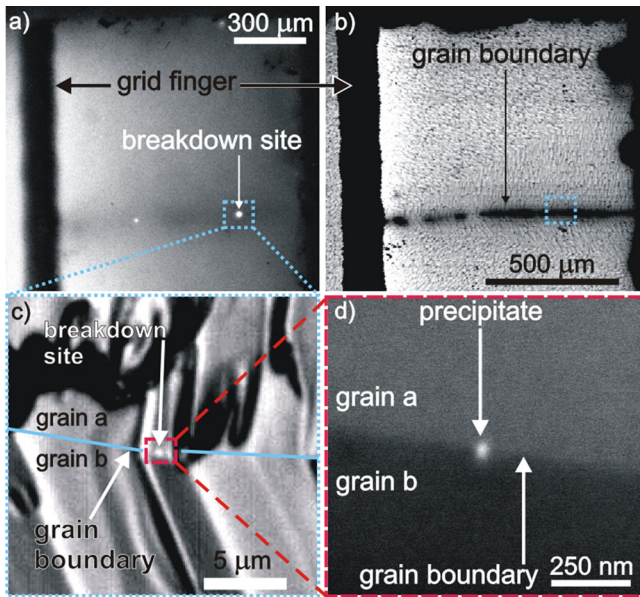 a)
300 µm
grid finger
breakdown site
b)
grain boundary
500 µm
c)
breakdown
site
grain a
grain b
grain
boundary
5 µm
d)
precipitate
grain a
grain b
grain boundary
250 nm